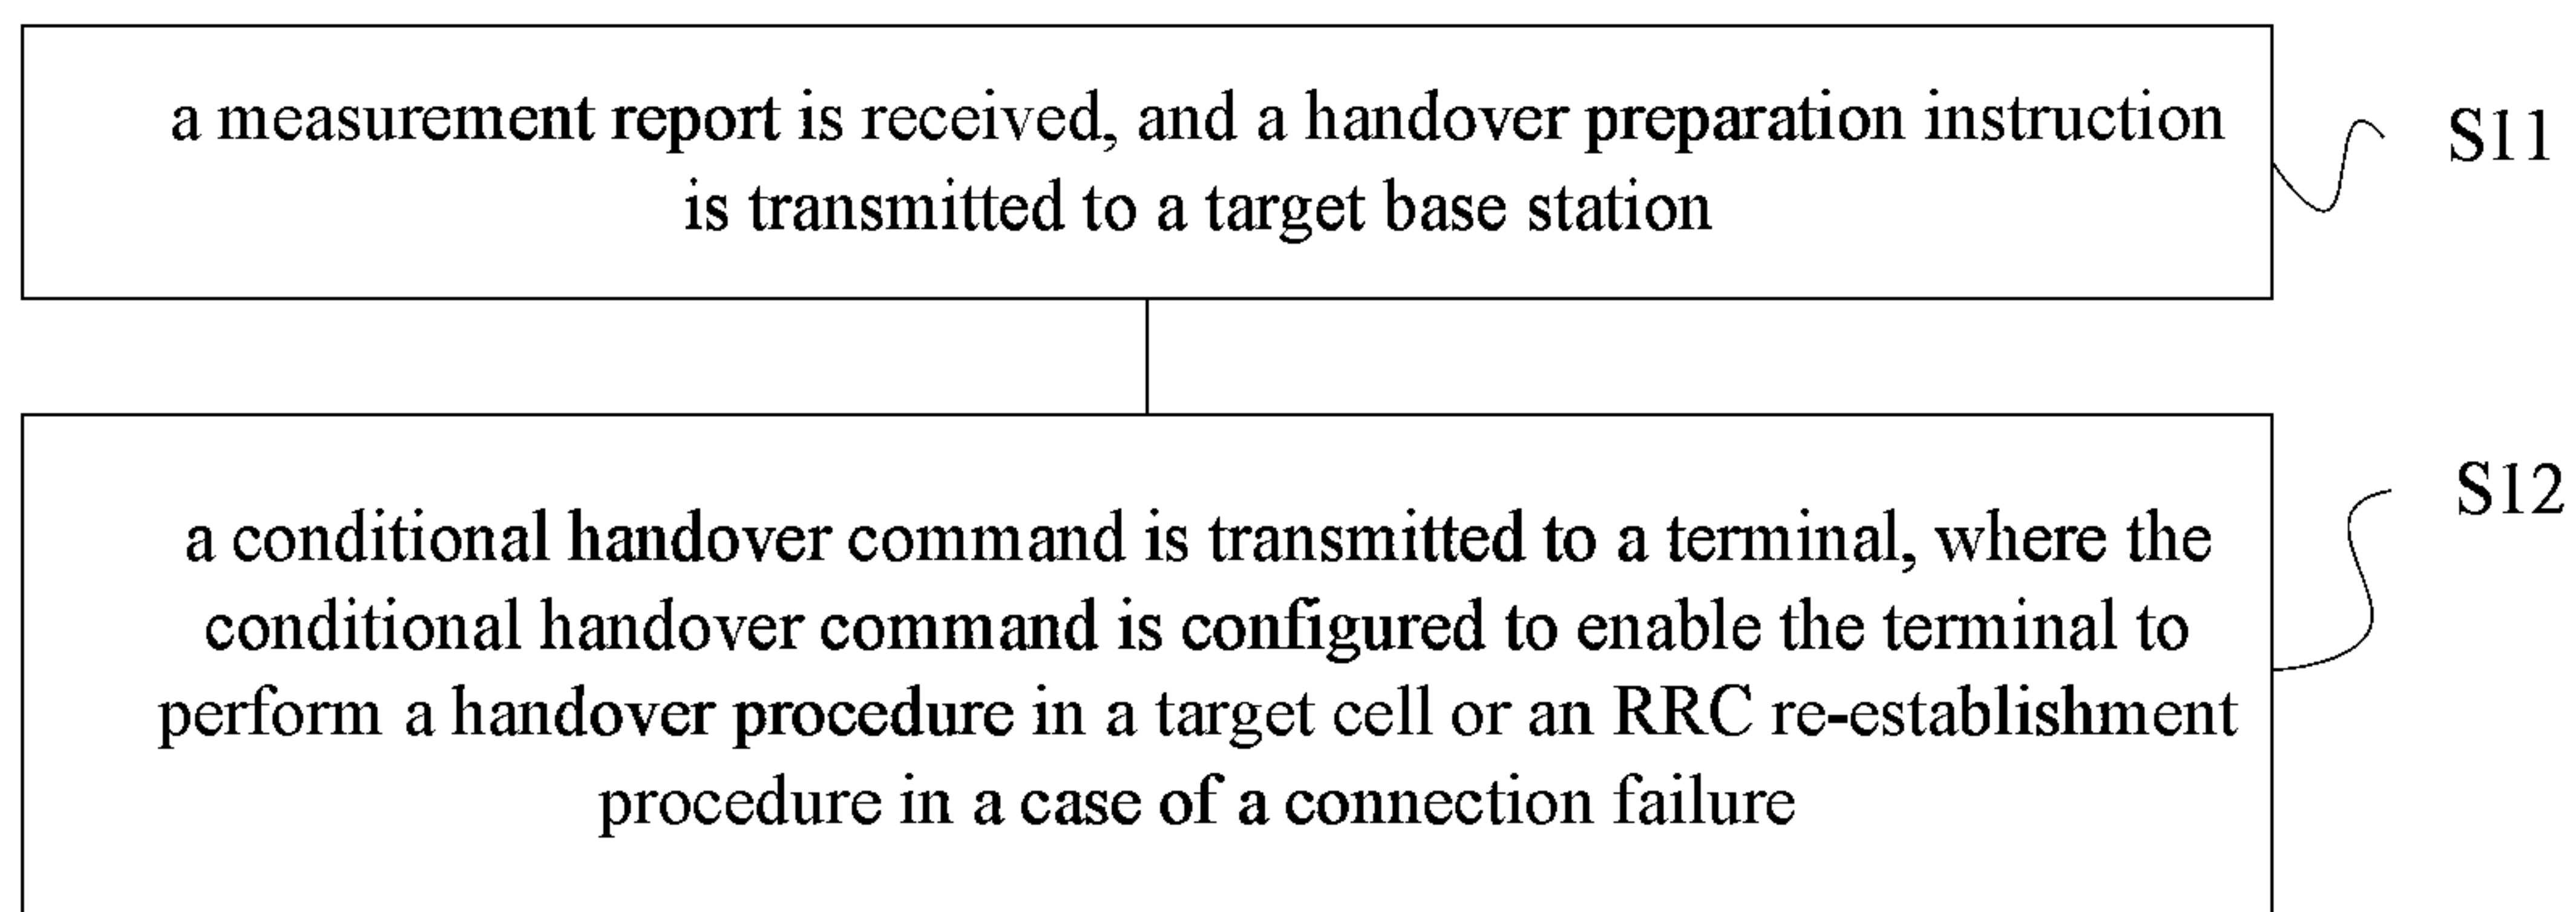 a measurement report is received, and a handover preparation instruction
is transmitted to a target base station
S11
a conditional handover command is transmitted to a terminal, where the
conditional handover command is configured to enable the terminal to
perform a handover procedure in a target cell or an RRC re-establishment
procedure in a case of a connection failure
S12